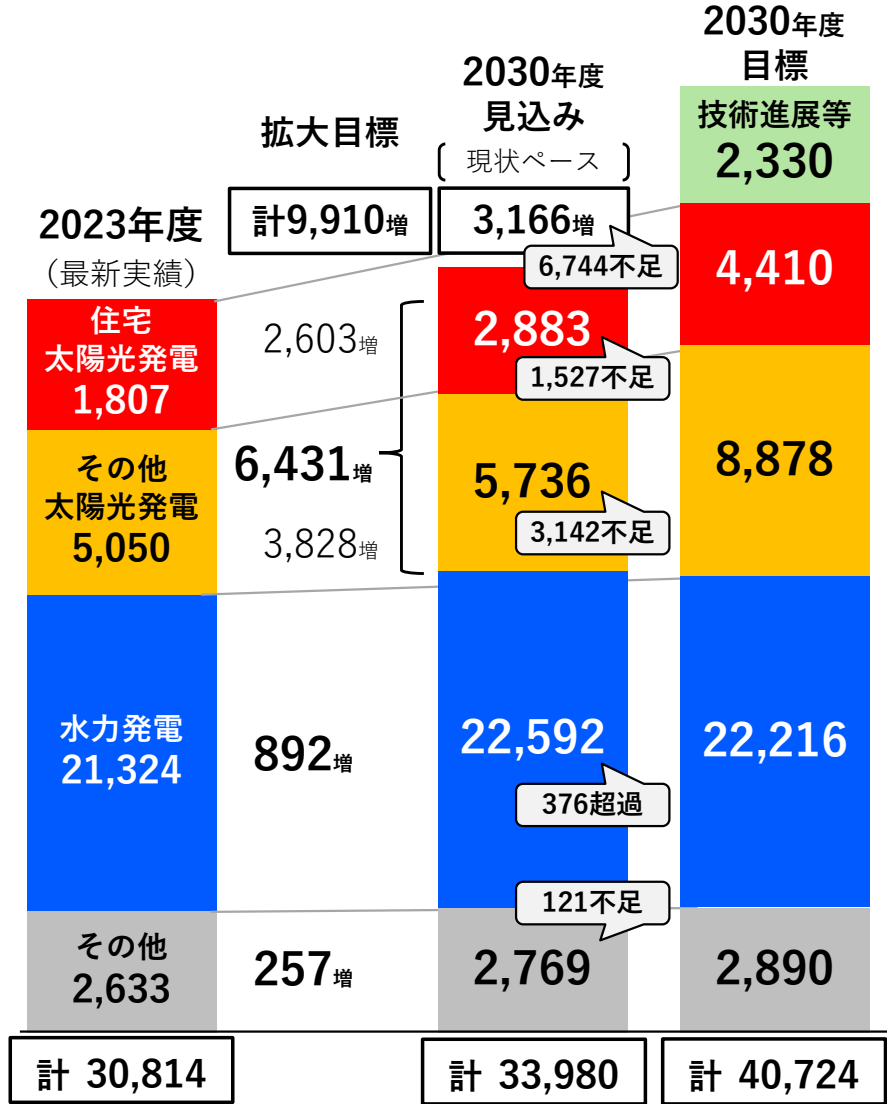 2023年度
（最新実績）
住宅
太陽光発電
1,807
その他
太陽光発電
5,050
水力発電
21,324
その他
2,633
計 30,814
拡大目標
計9,910増
2,603増
6,431増
3,828増
892増
257増
2030年度
見込み
現状ペース
3,166増
6,744不足
2,883
1,527不足
5,736
3,142不足
22,592
376超過
121不足
2,769
計 33,980
2030年度
目標
技術進展等
2,330
4,410
8,878
22,216
2,890
計 40,724